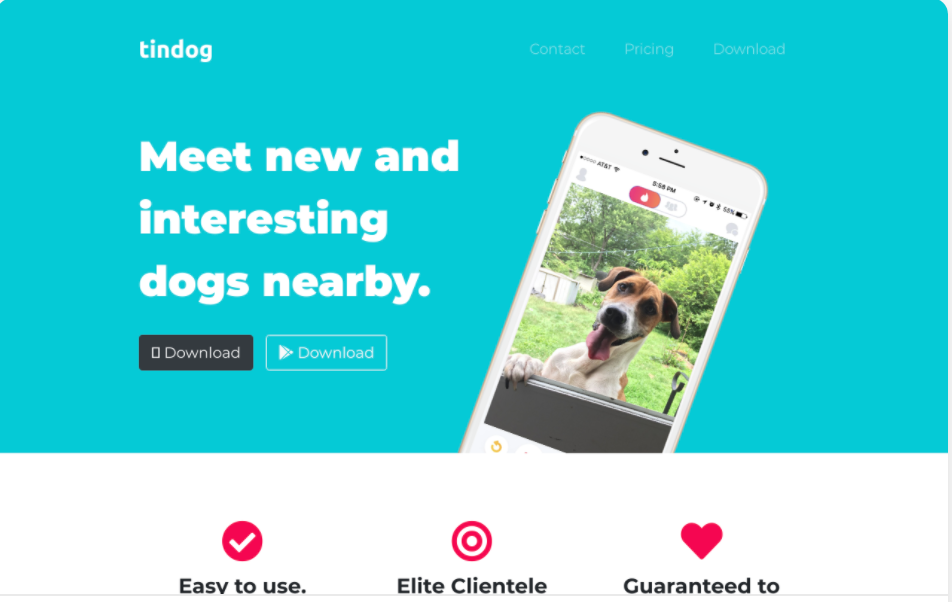 tindog
Contact Pricing Download
Meet new and
interesting
dogs nearby.
Download Download
AT&T 5:58 PM 58%
Easy to use. Elite Clientele Guaranteed to